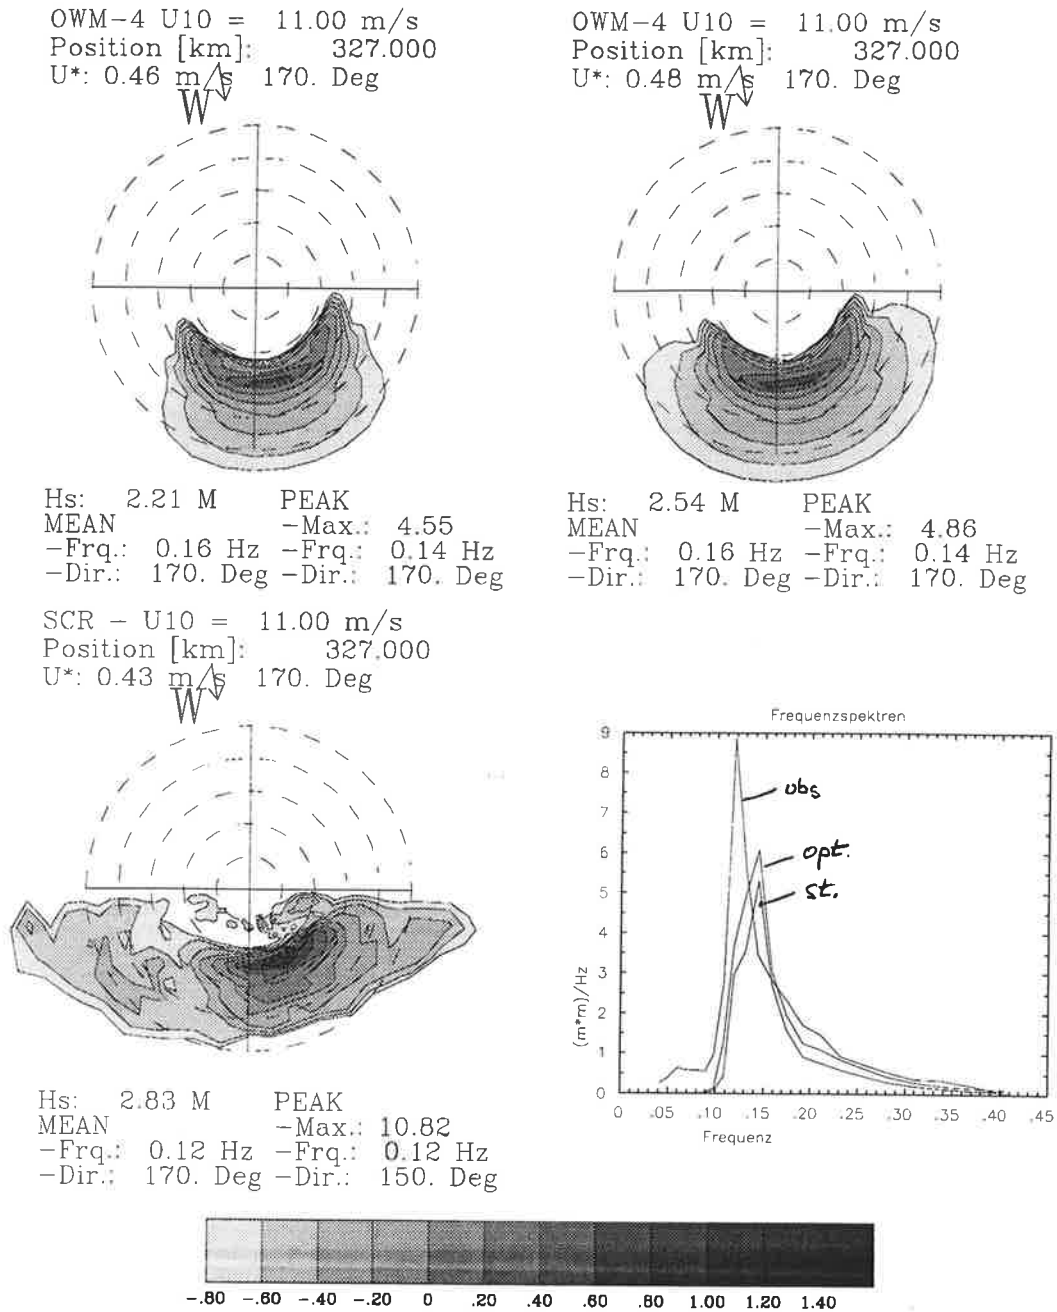 OWM-4 U10 = 11.00 m/s
Position [km]: 327.000
U*: 0.46 m/s 170. Deg
W
OWM-4 U10 = 11.00 m/s
Position [km]: 327.000
U*: 0.48 m/s 170. Deg
W
Hs: 2.21 M PEAK
MEAN -Max.: 4.55
-Frq.: 0.16 Hz -Frq.: 0.14 Hz
-Dir.: 170. Deg -Dir.: 170. Deg
Hs: 2.54 M PEAK
MEAN -Max.: 4.86
-Frq.: 0.16 Hz -Frq.: 0.14 Hz
-Dir.: 170. Deg -Dir.: 170. Deg
SCR - U10 = 11.00 m/s
Position [km]: 327.000
U*: 0.43 m/s 170. Deg
W
Hs: 2.83 M PEAK
MEAN -Max.: 10.82
-Frq.: 0.12 Hz -Frq.: 0.12 Hz
-Dir.: 170. Deg -Dir.: 150. Deg
Frequenzspektren
9
8
7
6
5
4
3
2
1
0
(m*m)/Hz
obs
opt.
st.
0 .05 0.10 0.15 .20 .25 .30 .35 .40 .45
Frequenz
-.80 -.60 -.40 -.20 0 .20 .40 .60 .80 1.00 1.20 1.40